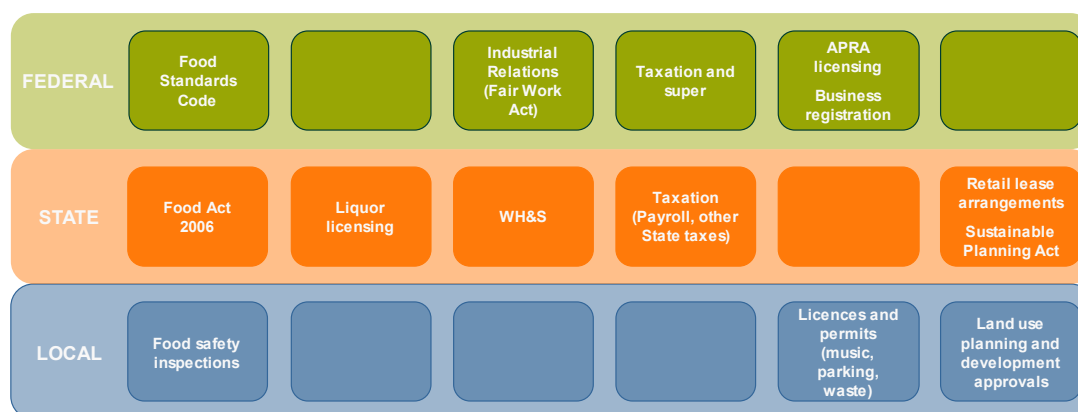 FEDERAL
Food
Standards
Code
Industrial
Relations
(Fair Work
Act)
Taxation and
super
APRA
licensing
Business
registration
STATE
Food Act
2006
Liquor
licensing
WH&S
Taxation
(Payroll, other
State taxes)
Retail lease
arrangements
Sustainable
Planning Act
LOCAL
Food safety
inspections
Licences and
permits
(music,
parking,
waste)
Land use
planning and
development
approvals